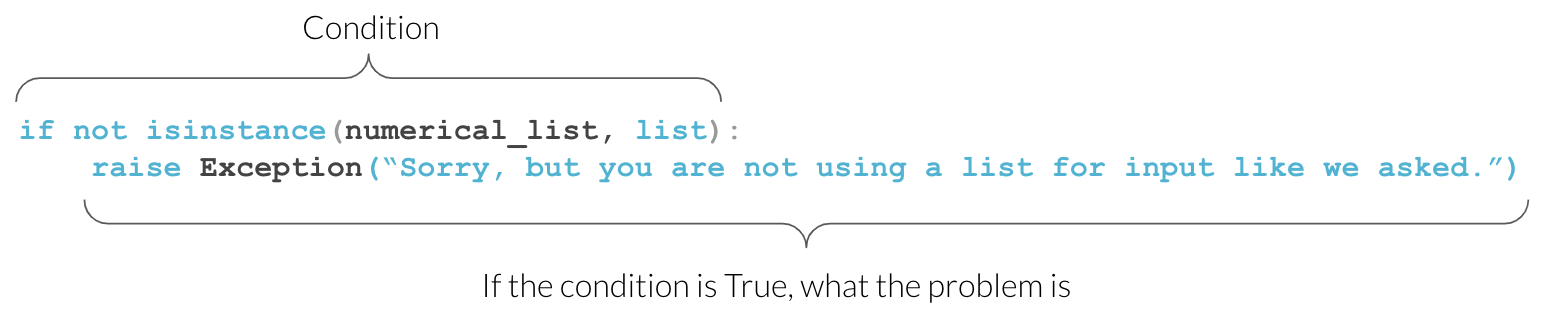 Condition
if not isinstance(numerical_list, list):
raise Exception(“Sorry, but you are not using a list for input like we asked.”)
If the condition is True, what the problem is